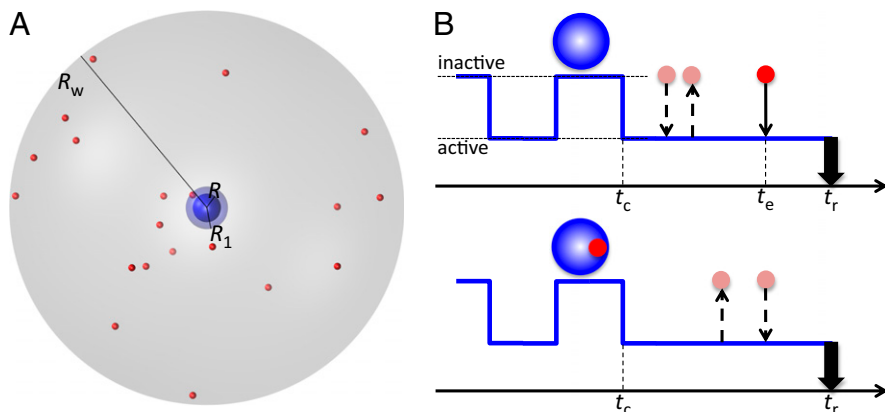 A
R_w
R
R_1
B
inactive
active
t_c
t_e
t_r
t_c
t_r